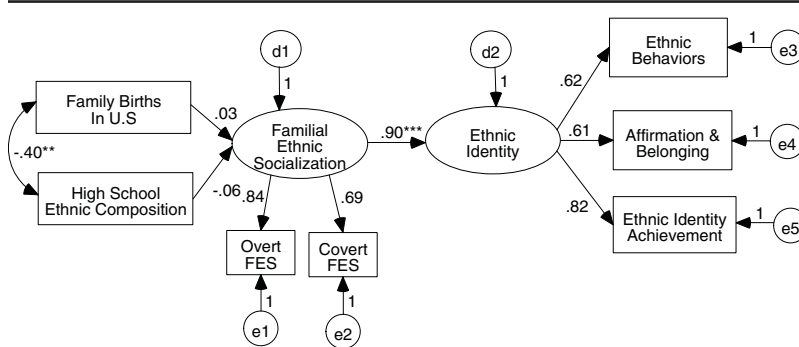 d1
d2
1
1
Family Births
In U.S
.03
-.40**
High School
Ethnic Composition
-.06
Familial
Ethnic
Socialization
.90***
Ethnic
Identity
.84
.69
Overt
FES
Covert
FES
1
1
e1
e2
.62
.61
.82
Ethnic
Behaviors
1
e3
Affirmation &
Belonging
1
e4
Ethnic Identity
Achievement
1
e5